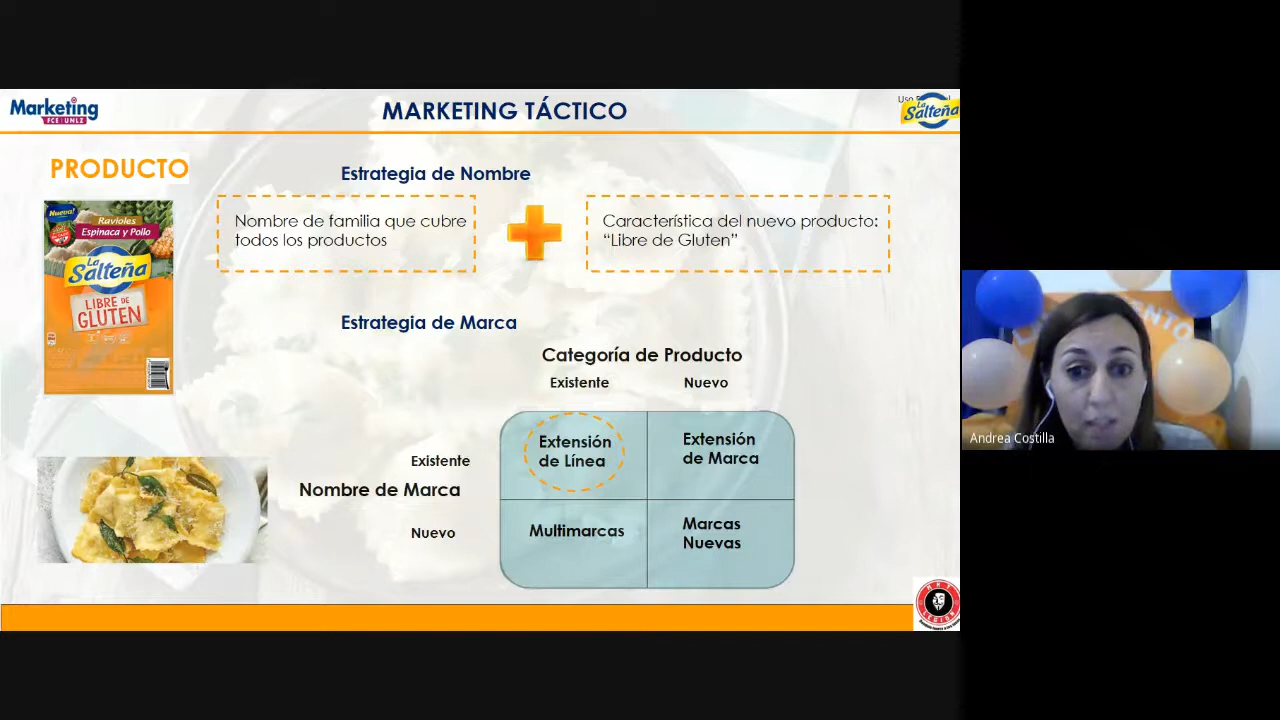 Marketing
FCE UNLZ
MARKETING TÁCTICO
La
Salteña
PRODUCTO
Estrategia de Nombre
Nombre de familia que cubre
todos los productos
Característica del nuevo producto:
“Libre de Gluten”
Nueva!
Ravioles
Espinaca y Pollo
La
Salteña
LIBRE DE
GLUTEN
Estrategia de Marca
Categoría de Producto
Existente
Nuevo
Extensión
de Línea
Extensión
de Marca
Existente
Nombre de Marca
Nuevo
Multimarcas
Marcas
Nuevas
Andrea Costilla